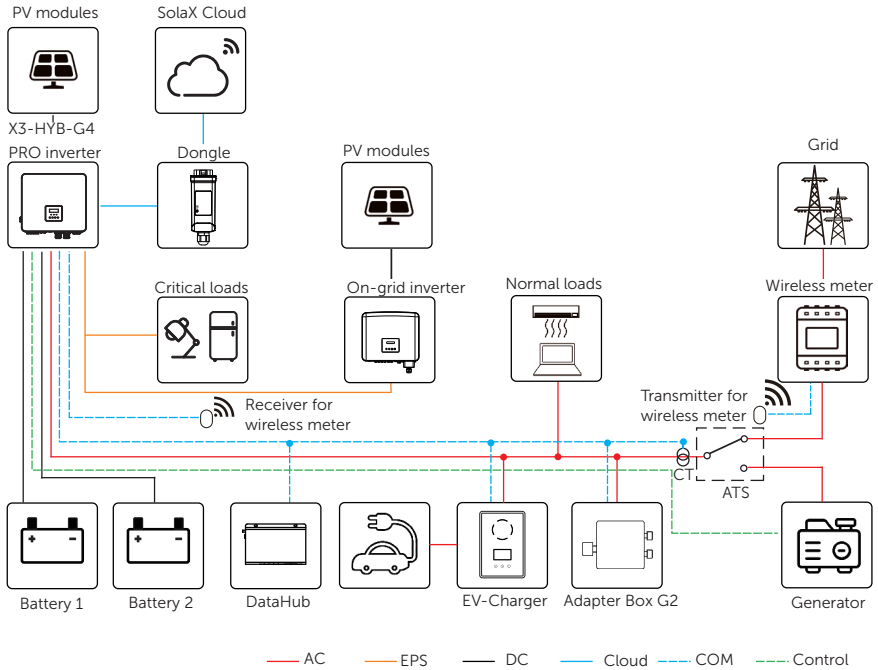 PV modules
SolaX Cloud
X3-HYB-G4
PRO inverter
Dongle
PV modules
Grid
Critical loads
On-grid inverter
Normal loads
Wireless meter
Receiver for
wireless meter
Transmitter for
wireless meter
CT
ATS
Battery 1
Battery 2
DataHub
EV-Charger
Adapter Box G2
Generator
AC
EPS
DC
Cloud
COM
Control